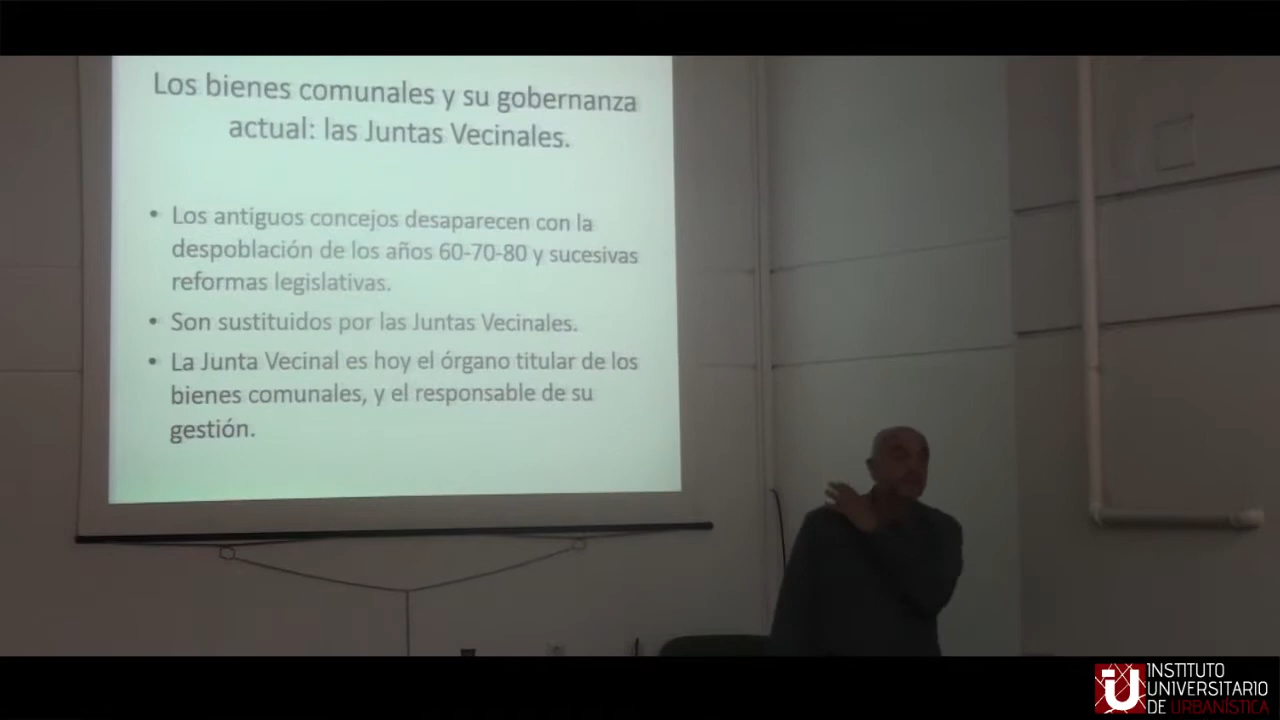 Los bienes comunales y su gobernanza
actual: las Juntas Vecinales.
• Los antiguos concejos desaparecen con la
despoblación de los años 60-70-80 y sucesivas
reformas legislativas.
• Son sustituidos por las Juntas Vecinales.
• La Junta Vecinal es hoy el órgano titular de los
bienes comunales, y el responsable de su
gestión.
INSTITUTO
UNIVERSITARIO
DE URBANÍSTICA